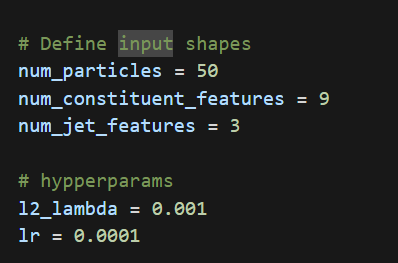 # Define input shapes
num_particles = 50
num_constituent_features = 9
num_jet_features = 3
# hypperparams
l2_lambda = 0.001
lr = 0.0001